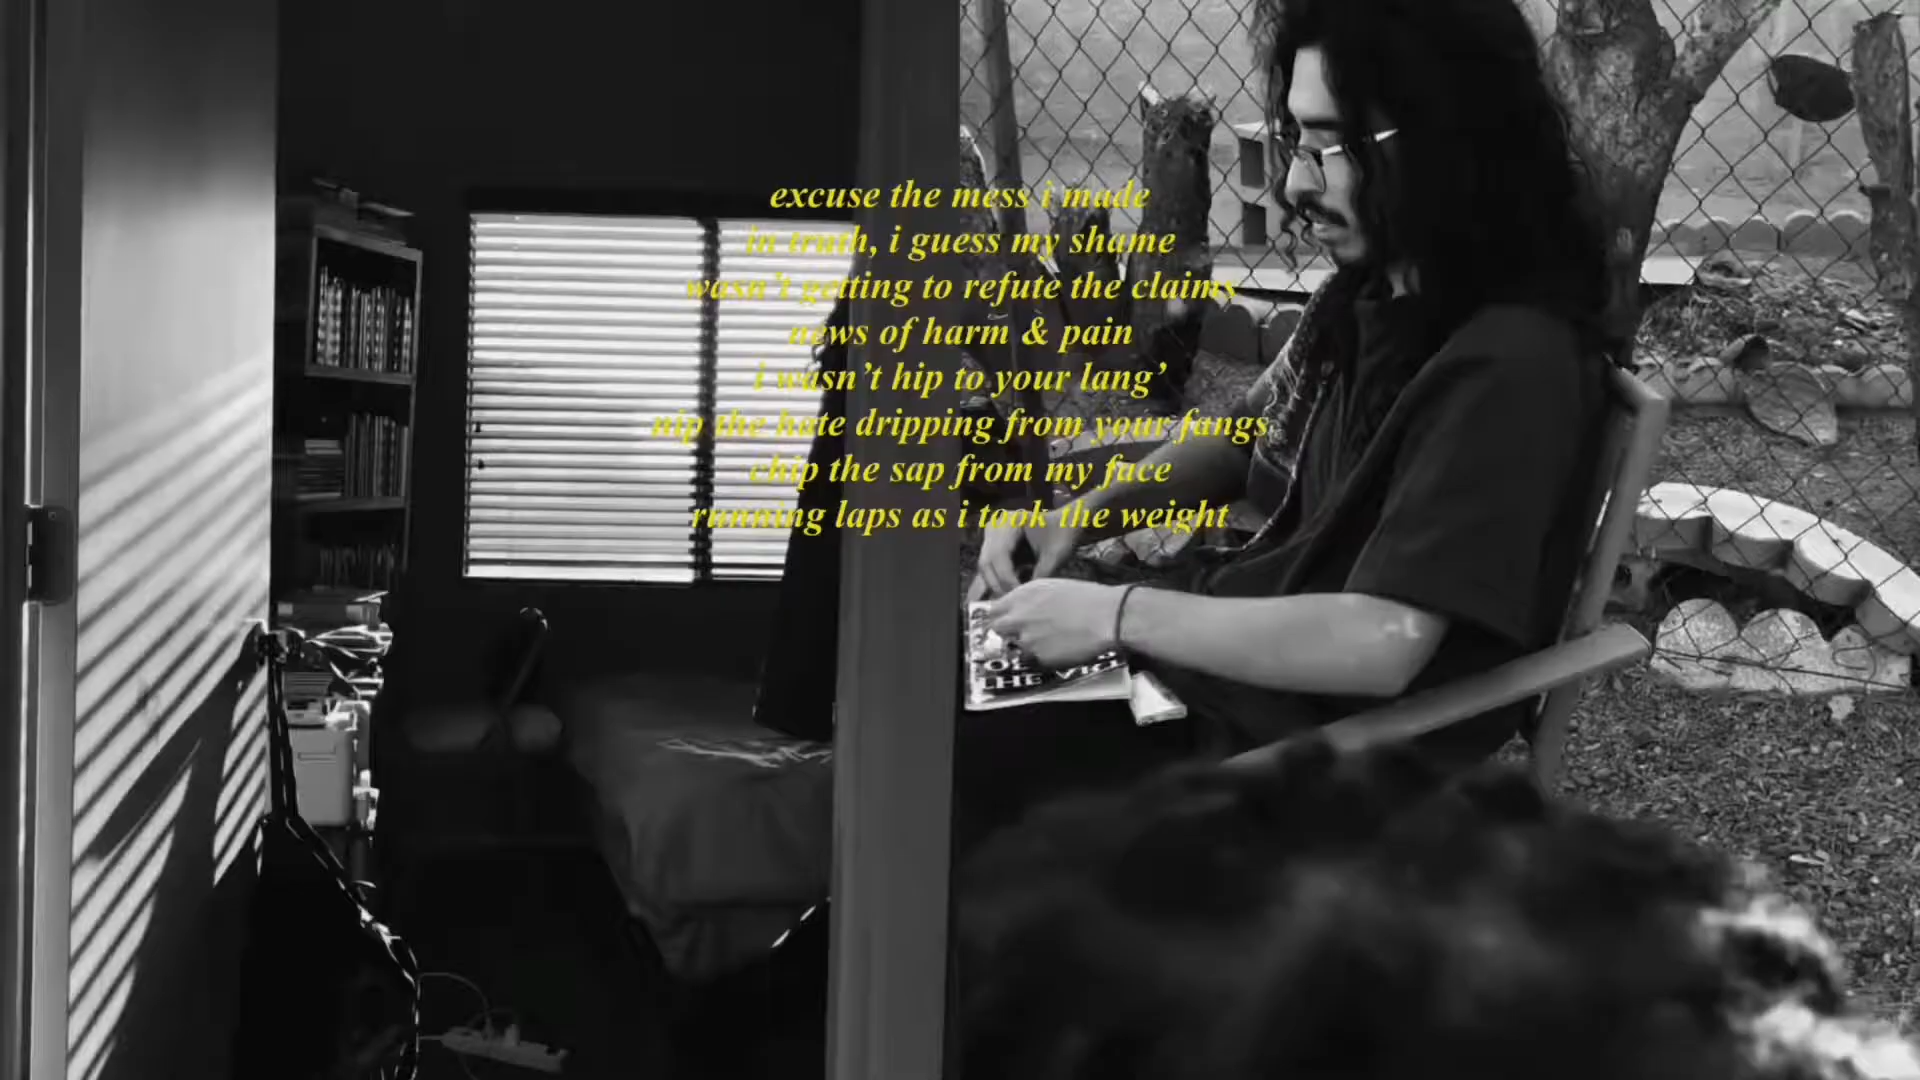 excuse the mess i made
in truth, i guess my shame
wasn't getting to refute the claims
news of harm & pain
i wasn't hip to your lang'
nip the hate dripping from your fangs
chip the sap from my face
running laps as i took the weight
THE